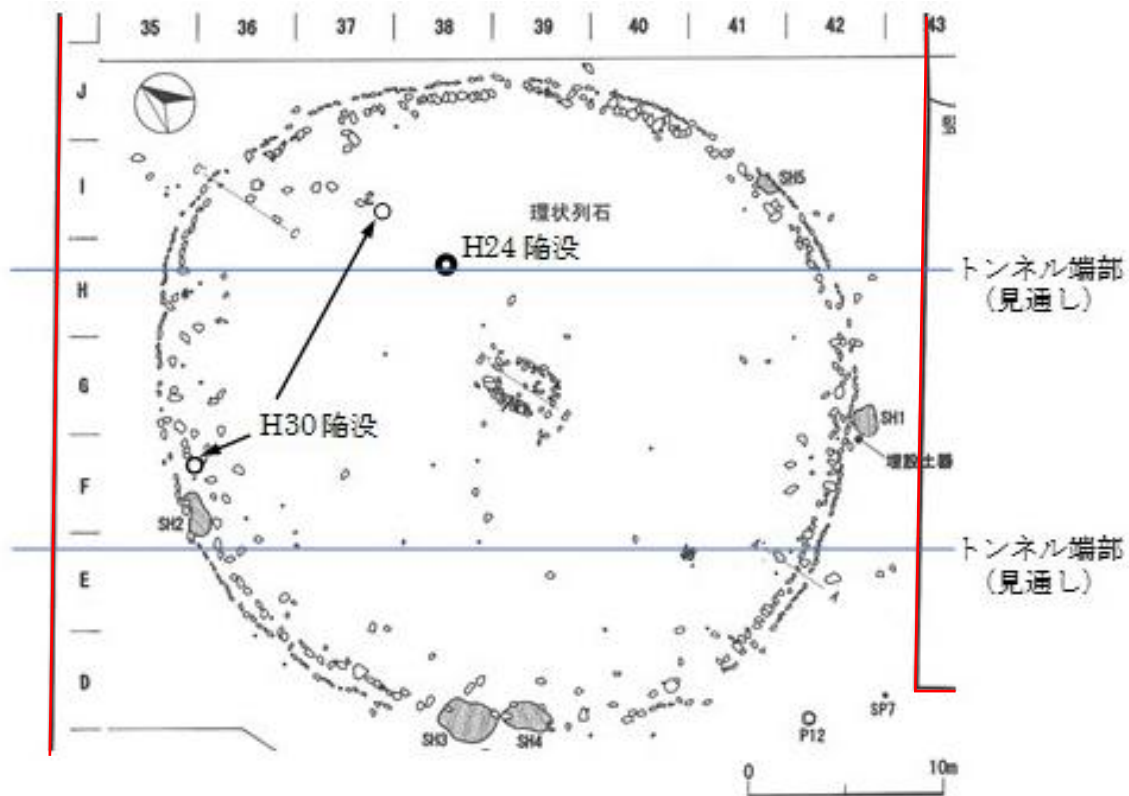 35 36 37 38 39 40 41 42 43
J
I
SH5
環状列石
H24 陥没
トンネル端部
(見通し)
H
G
H30 陥没
SH1
埋設土器
F
SH2
トンネル端部
(見通し)
E
A'
A
D
SP7
P12
SH3
SH4
0 10m